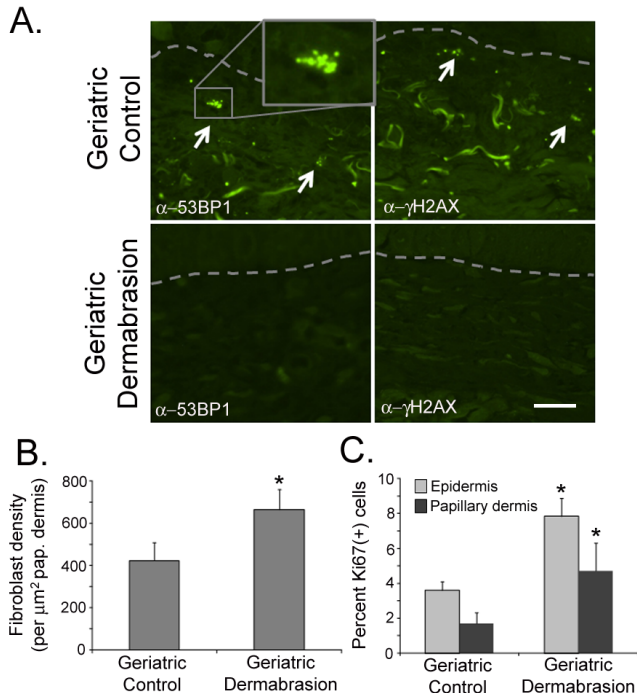 A.
Geriatric
Control
α–53BP1
α–γH2AX
Geriatric
Dermabrasion
α–53BP1
α–γH2AX
B.
Fibroblast density
(per μm² pap. dermis)
800
600
400
200
0
*
Geriatric
Control
Geriatric
Dermabrasion
C.
Percent Ki67(+) cells
10
8
6
4
2
0
Epidermis
Papillary dermis
*
*
Geriatric
Control
Geriatric
Dermabrasion